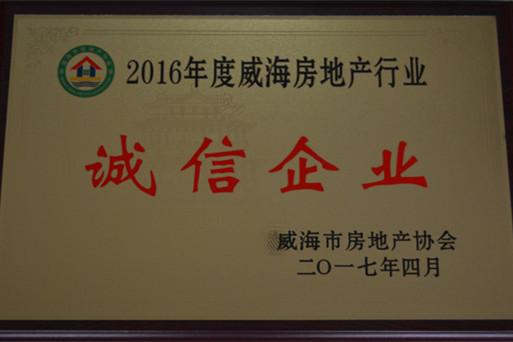 2016年度威海房地产行业
诚信企业
威海市房地产协会
二〇一七年四月